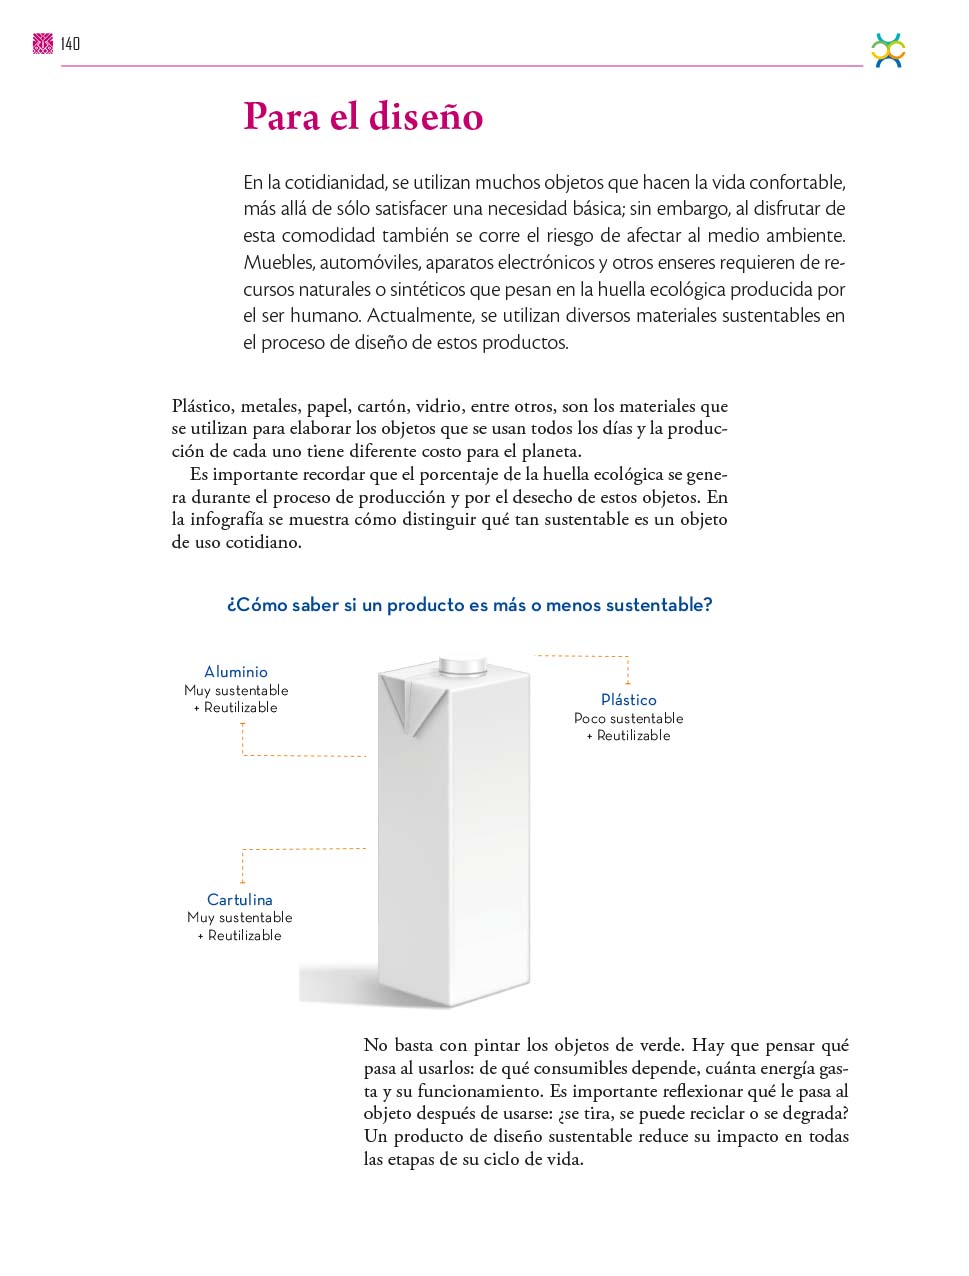 140
Para el diseño
En la cotidianidad, se utilizan muchos objetos que hacen la vida confortable,
más allá de sólo satisfacer una necesidad básica; sin embargo, al disfrutar de
esta comodidad también se corre el riesgo de afectar al medio ambiente.
Muebles, automóviles, aparatos electrónicos y otros enseres requieren de re-
cursos naturales o sintéticos que pesan en la huella ecológica producida por
el ser humano. Actualmente, se utilizan diversos materiales sustentables en
el proceso de diseño de estos productos.
Plástico, metales, papel, cartón, vidrio, entre otros, son los materiales que
se utilizan para elaborar los objetos que se usan todos los días y la produc-
ción de cada uno tiene diferente costo para el planeta.
Es importante recordar que el porcentaje de la huella ecológica se gene-
ra durante el proceso de producción y por el desecho de estos objetos. En
la infografía se muestra cómo distinguir qué tan sustentable es un objeto
de uso cotidiano.
¿Cómo saber si un producto es más o menos sustentable?
Aluminio
Muy sustentable
+ Reutilizable
Plástico
Poco sustentable
+ Reutilizable
Cartulina
Muy sustentable
+ Reutilizable
No basta con pintar los objetos de verde. Hay que pensar qué
pasa al usarlos: de qué consumibles depende, cuánta energía gas-
ta y su funcionamiento. Es importante reflexionar qué le pasa al
objeto después de usarse: ¿se tira, se puede reciclar o se degrada?
Un producto de diseño sustentable reduce su impacto en todas
las etapas de su ciclo de vida.